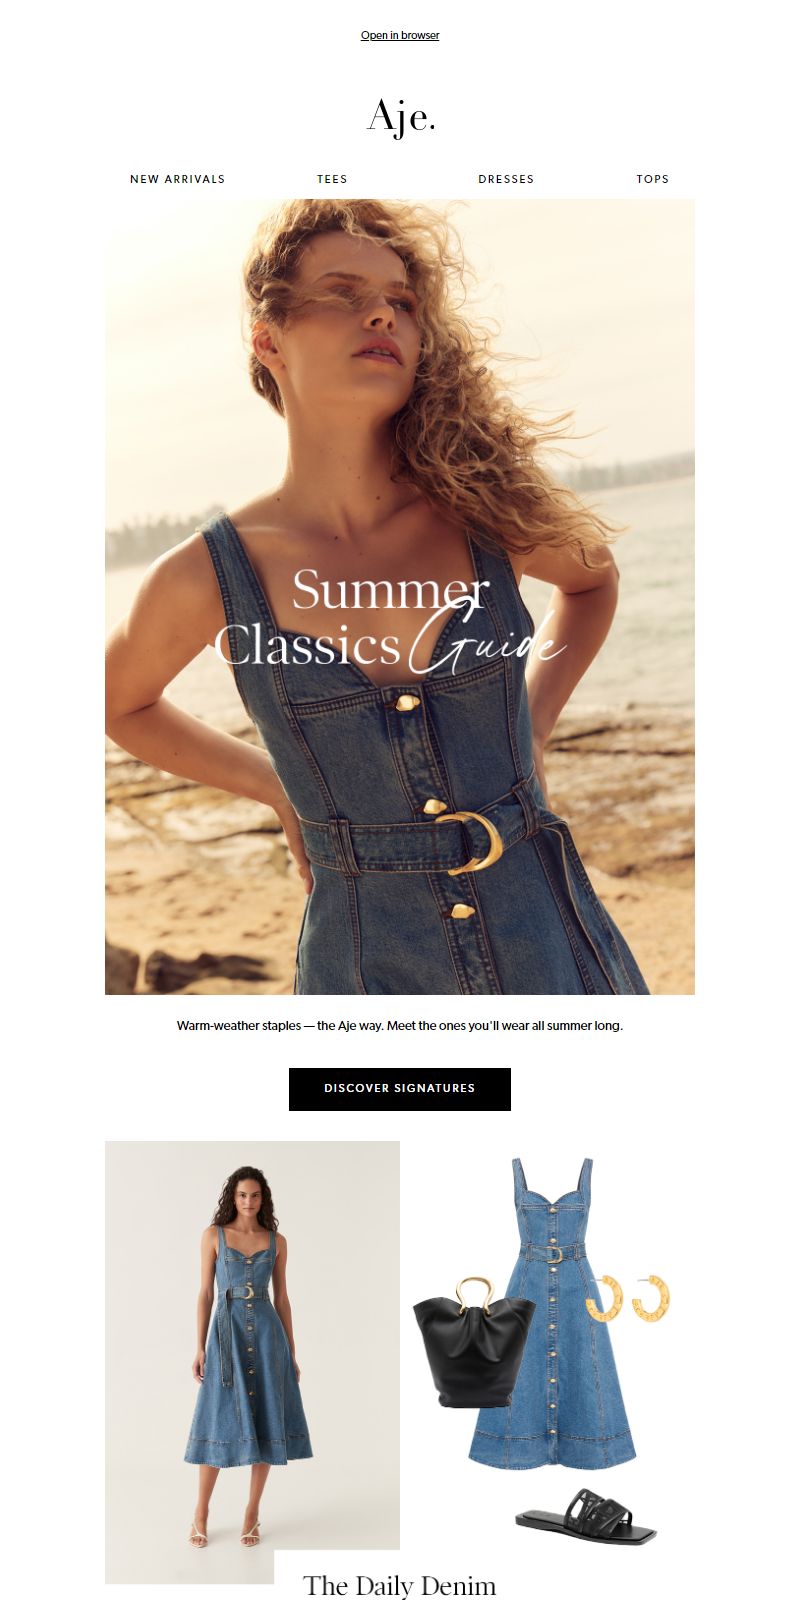 Open in browser
Aje.
NEW ARRIVALS TEES DRESSES TOPS
Summer
Classics Guide
Warm-weather staples — the Aje way. Meet the ones you'll wear all summer long.
DISCOVER SIGNATURES
The Daily Denim